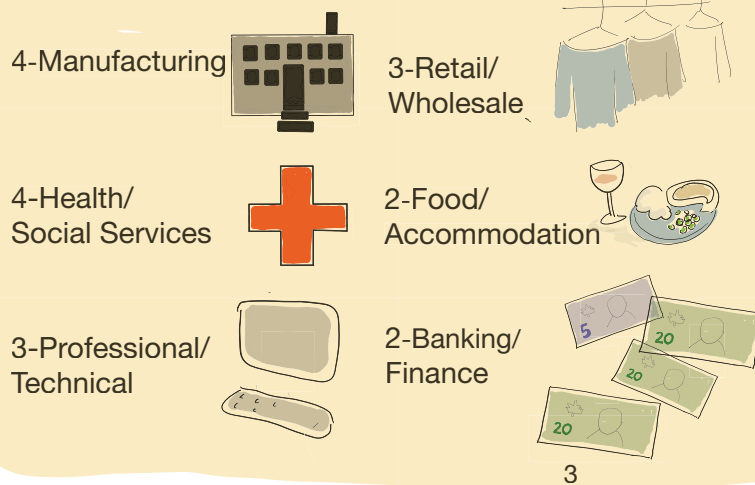 4-Manufacturing
4-Health/
Social Services
3-Professional/
Technical
3-Retail/
Wholesale
2-Food/
Accommodation
2-Banking/
Finance
5
20
20
20
3